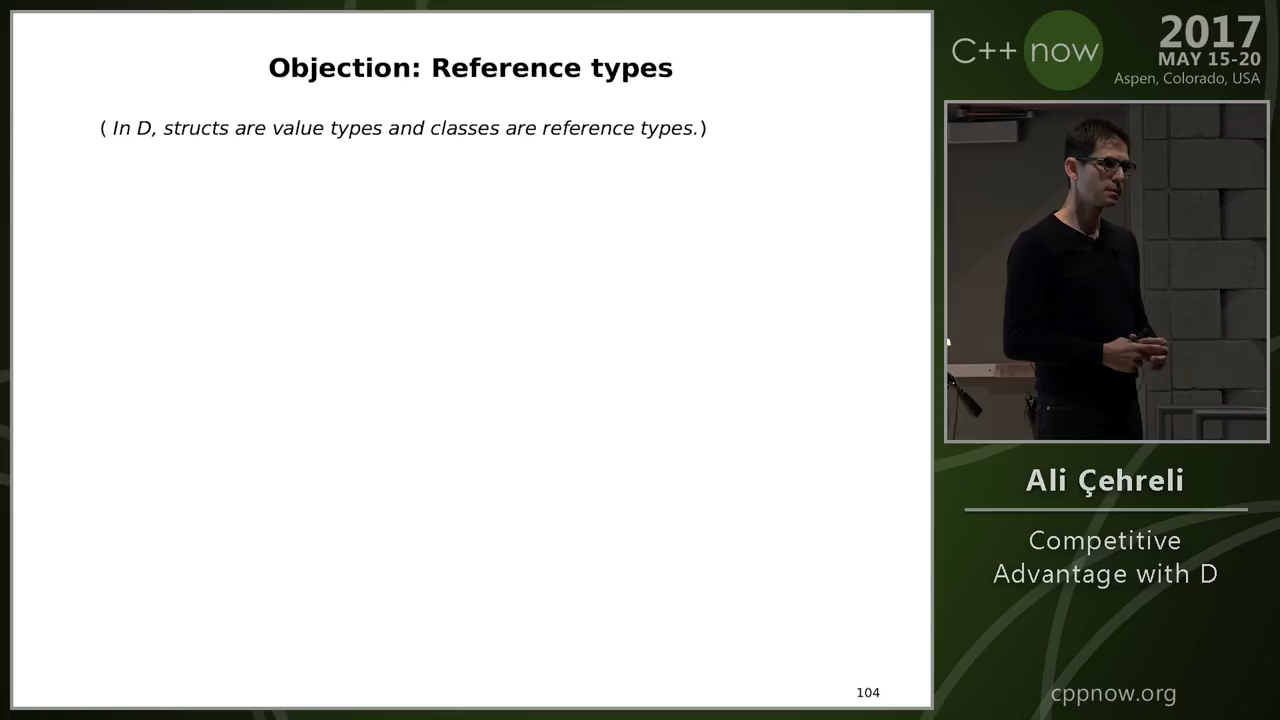 Objection: Reference types
( In D, structs are value types and classes are reference types.)
104
C++ now
2017
MAY 15-20
Aspen, Colorado, USA
Ali Çehreli
Competitive
Advantage with D
cppnow.org